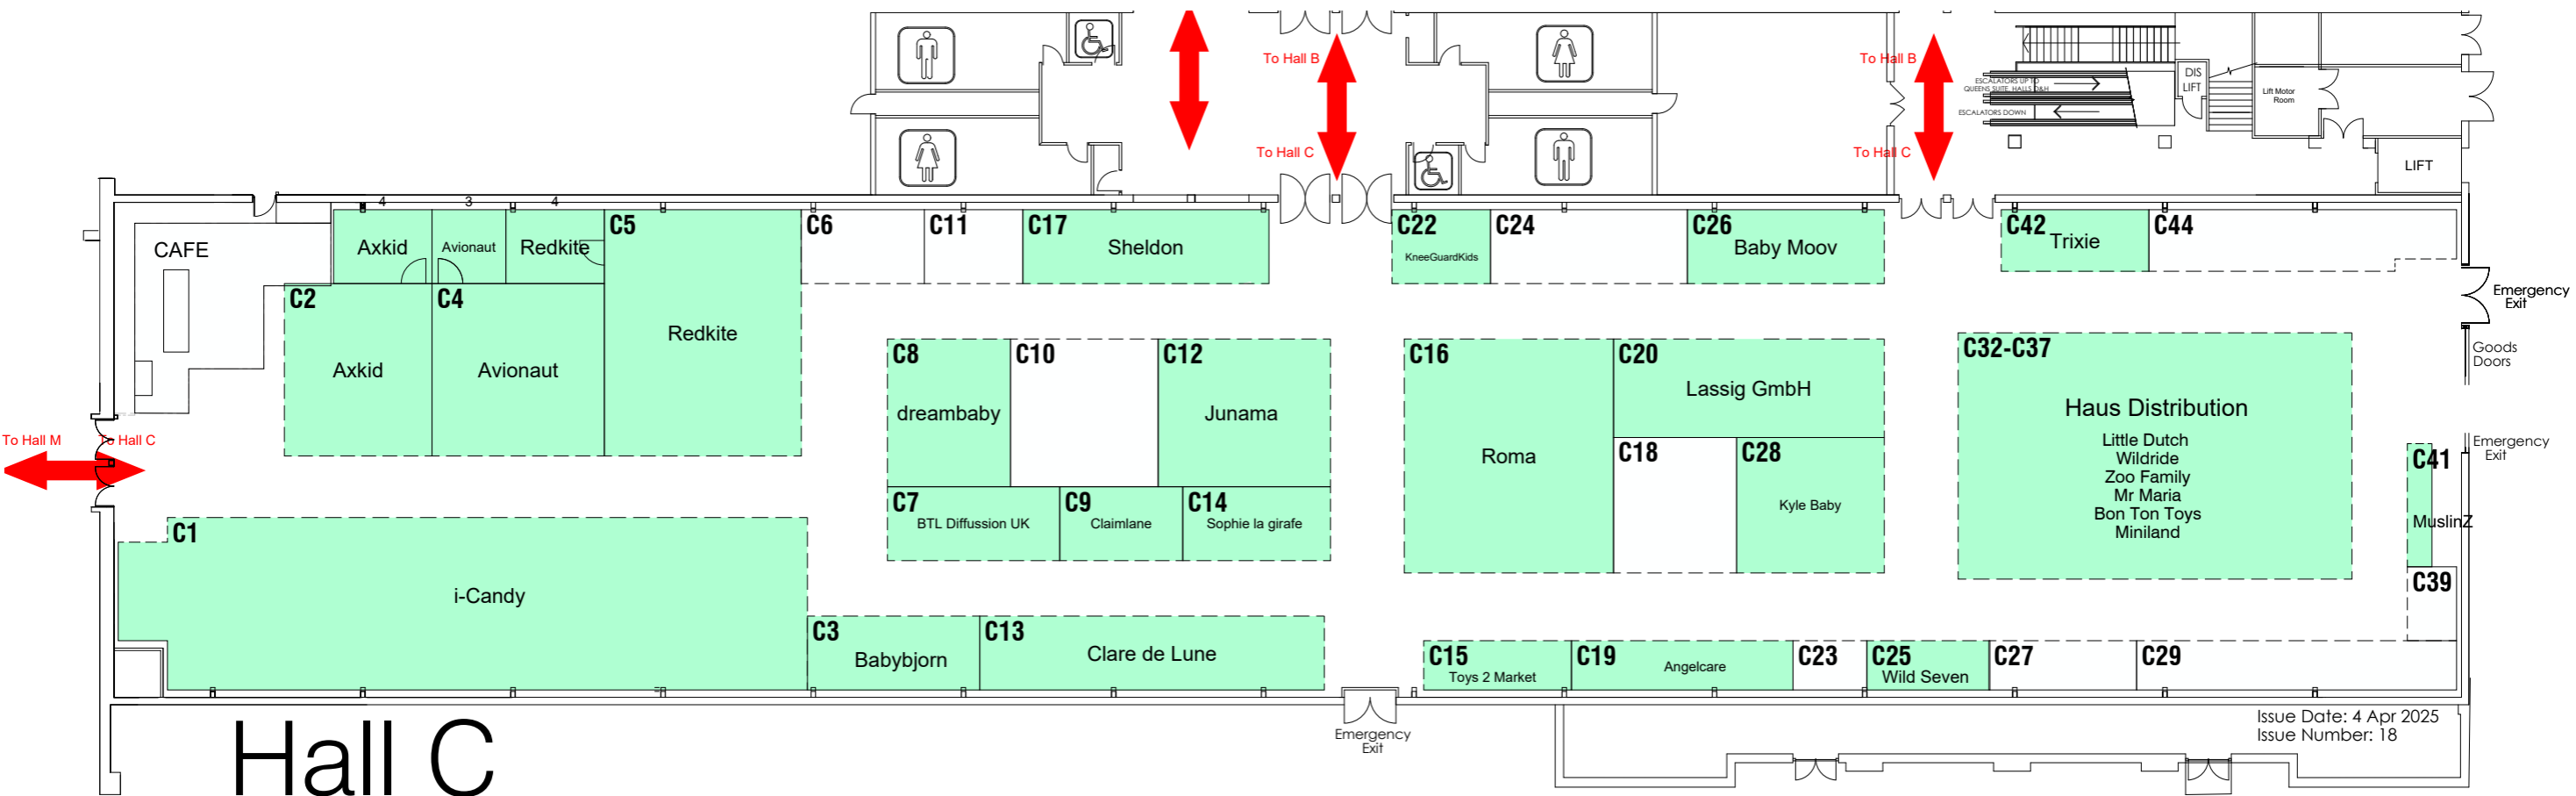 To Hall B
To Hall B
ESCALATORS UP TO
QUEENS SUITE, HALLS D&H
ESCALATORS DOWN
DIS
LIFT
Lift Motor
Room
To Hall C
To Hall C
LIFT
4
3
4
CAFE
Axkid
Avionaut
Redkite
C5
C6
C11
C17
Sheldon
C22
KneeGuardKids
C24
C26
Baby Moov
C42
Trixie
C44
Emergency
Exit
C2
Axkid
C4
Avionaut
Redkite
C8
dreambaby
C10
C12
Junama
C16
Roma
C20
Lassig GmbH
C32-C37
Haus Distribution
Little Dutch
Wildride
Zoo Family
Mr Maria
Bon Ton Toys
Miniland
Goods
Doors
To Hall M
To Hall C
C18
C28
Kyle Baby
Emergency
Exit
C41
MuslinZ
C7
BTL Diffussion UK
C9
Claimlane
C14
Sophie la girafe
C1
i-Candy
C39
C3
Babybjorn
C13
Clare de Lune
C15
Toys 2 Market
C19
Angelcare
C23
C25
Wild Seven
C27
C29
Hall C
Emergency
Exit
Issue Date: 4 Apr 2025
Issue Number: 18